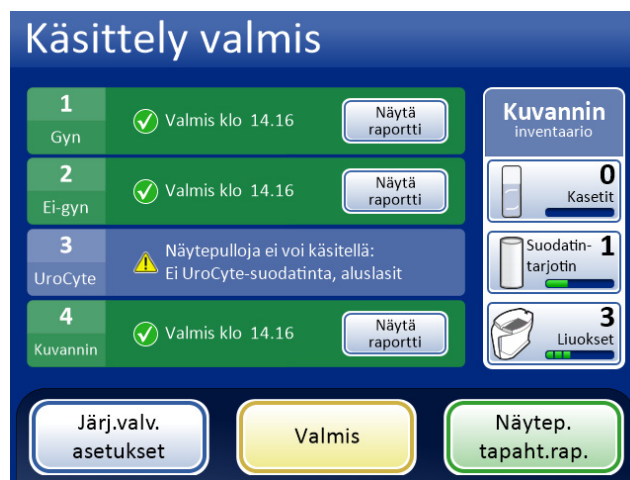 Käsittely valmis
1
Gyn
Valmis klo 14.16
Näytä
raportti
2
Ei-gyn
Valmis klo 14.16
Näytä
raportti
3
UroCyte
Näytepulloja ei voi käsitellä:
Ei UroCyte-suodatinta, aluslasit
4
Kuvannin
Valmis klo 14.16
Näytä
raportti
Kuvannin
inventaario
0
Kasetit
Suodatin- 1
tarjotin
3
Liuokset
Järj.valv.
asetukset
Valmis
Näytep.
tapaht.rap.